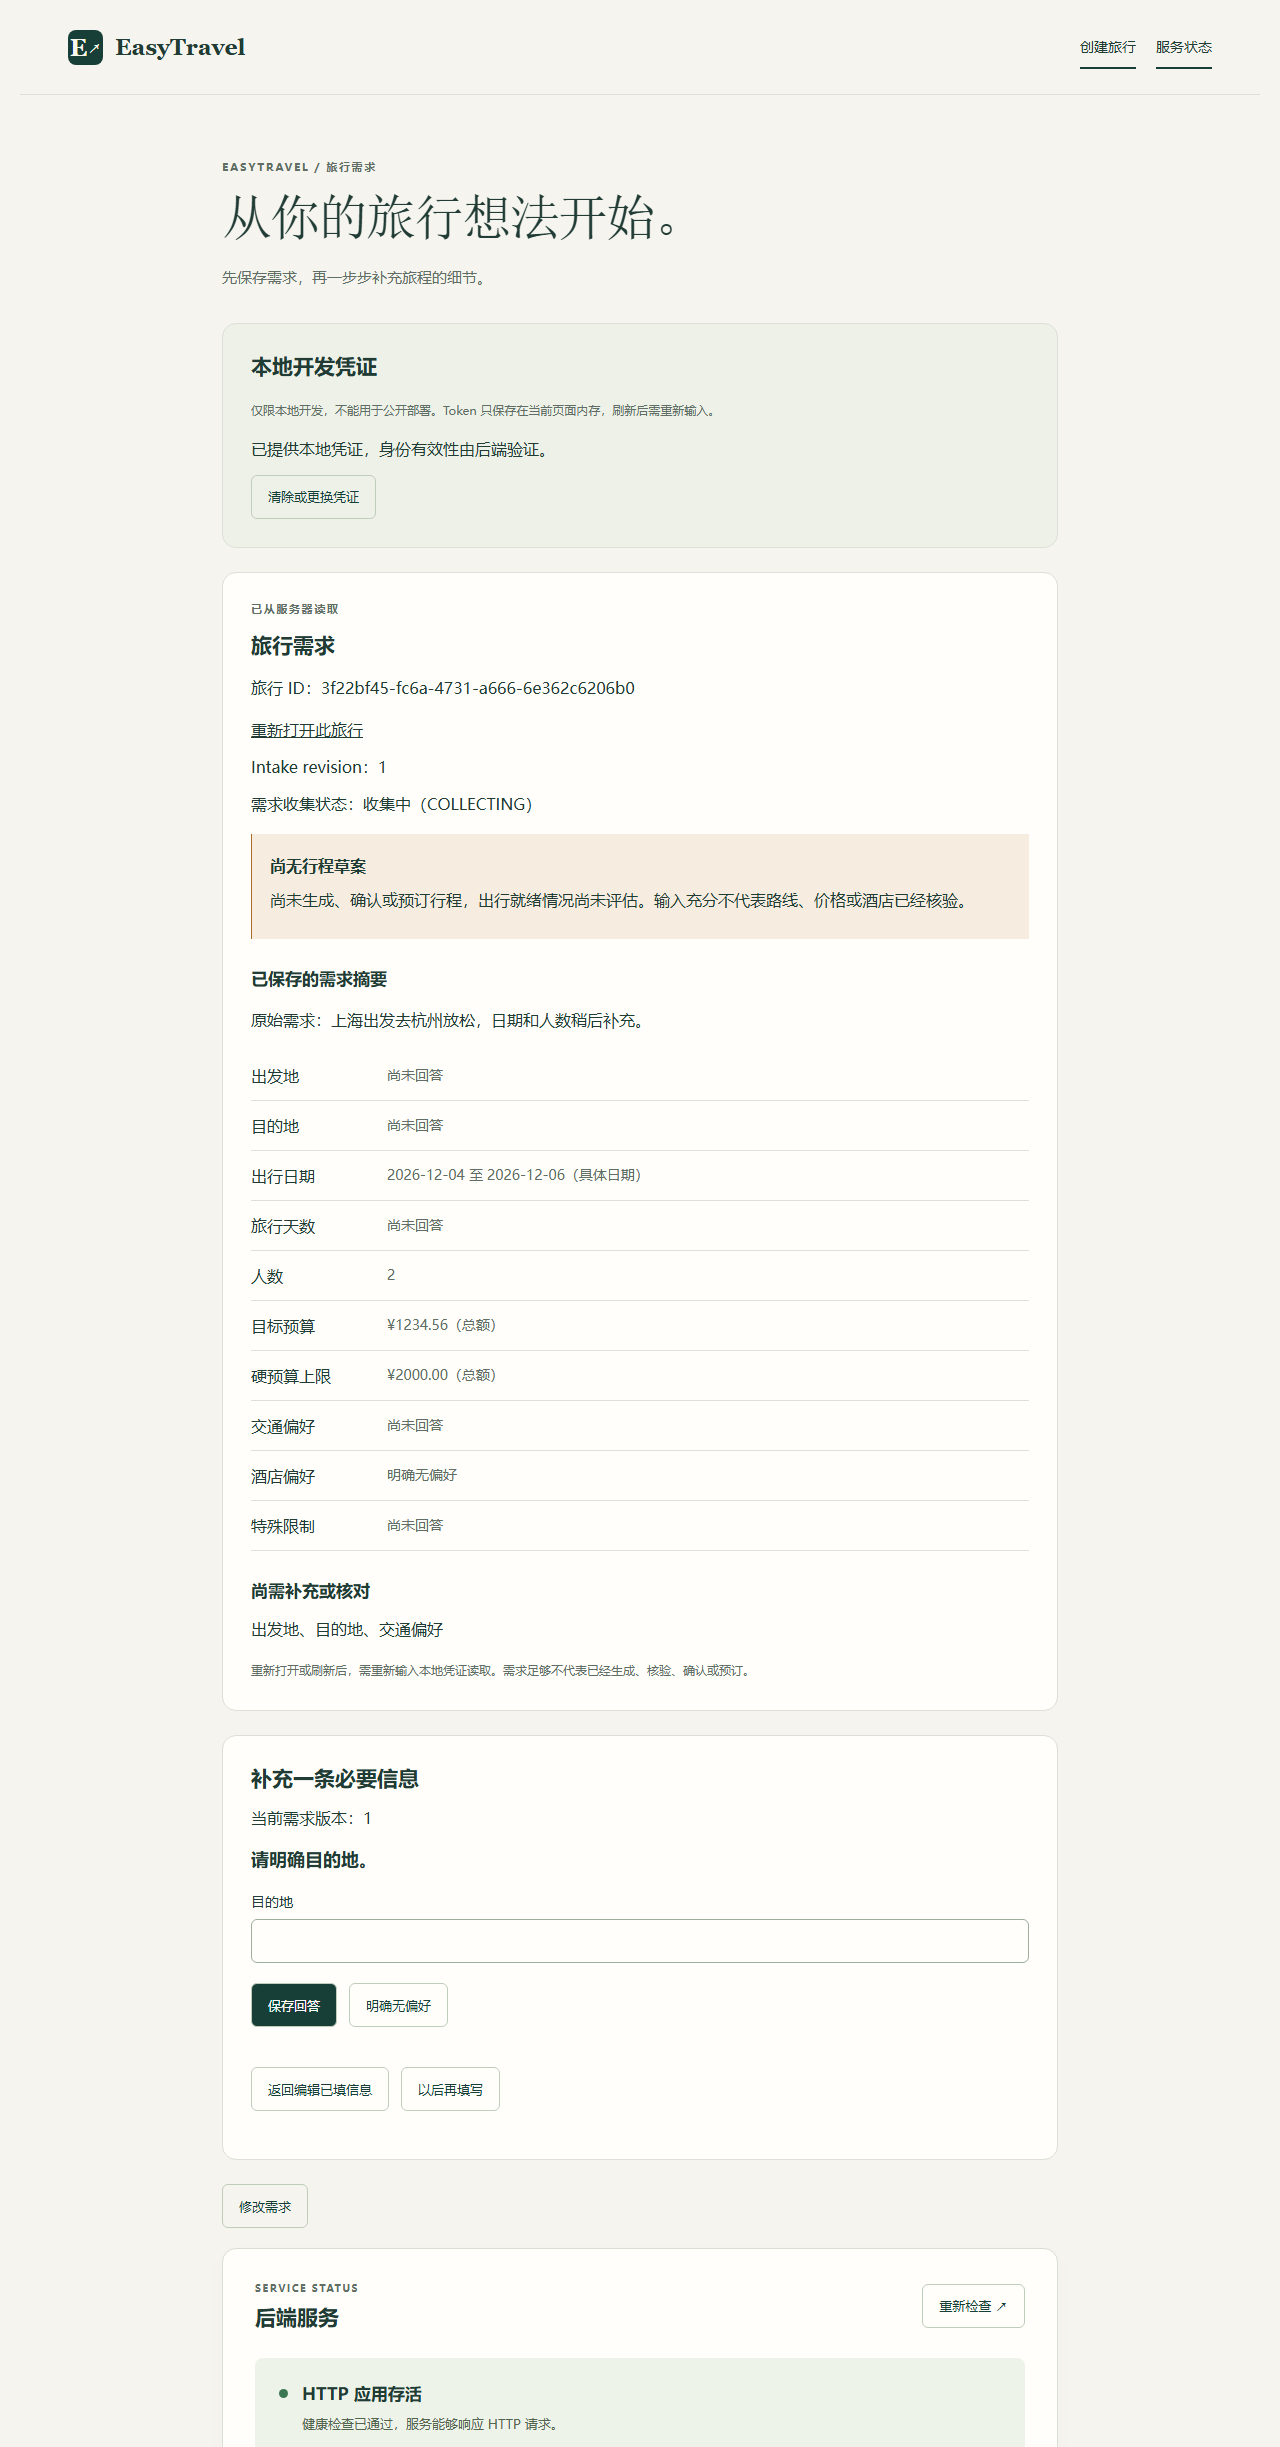 E↗ EasyTravel
创建旅行 服务状态
EASYTRAVEL / 旅行需求
从你的旅行想法开始。
先保存需求，再一步步补充旅程的细节。
本地开发凭证
仅限本地开发，不能用于公开部署。Token 只保存在当前页面内存，刷新后需重新输入。
已提供本地凭证，身份有效性由后端验证。
清除或更换凭证
已从服务器读取
旅行需求
旅行 ID：3f22bf45-fc6a-4731-a666-6e362c6206b0
重新打开此旅行
Intake revision：1
需求收集状态：收集中（COLLECTING）
尚无行程草案
尚未生成、确认或预订行程，出行就绪情况尚未评估。输入充分不代表路线、价格或酒店已经核验。
已保存的需求摘要
原始需求：上海出发去杭州放松，日期和人数稍后补充。
出发地 尚未回答
目的地 尚未回答
出行日期 2026-12-04 至 2026-12-06（具体日期）
旅行天数 尚未回答
人数 2
目标预算 ¥1234.56（总额）
硬预算上限 ¥2000.00（总额）
交通偏好 尚未回答
酒店偏好 明确无偏好
特殊限制 尚未回答
尚需补充或核对
出发地、目的地、交通偏好
重新打开或刷新后，需重新输入本地凭证读取。需求足够不代表已经生成、核验、确认或预订。
补充一条必要信息
当前需求版本：1
请明确目的地。
目的地
保存回答 明确无偏好
返回编辑已填信息 以后再填写
修改需求
SERVICE STATUS
后端服务
重新检查 ↗
HTTP 应用存活
健康检查已通过，服务能够响应 HTTP 请求。